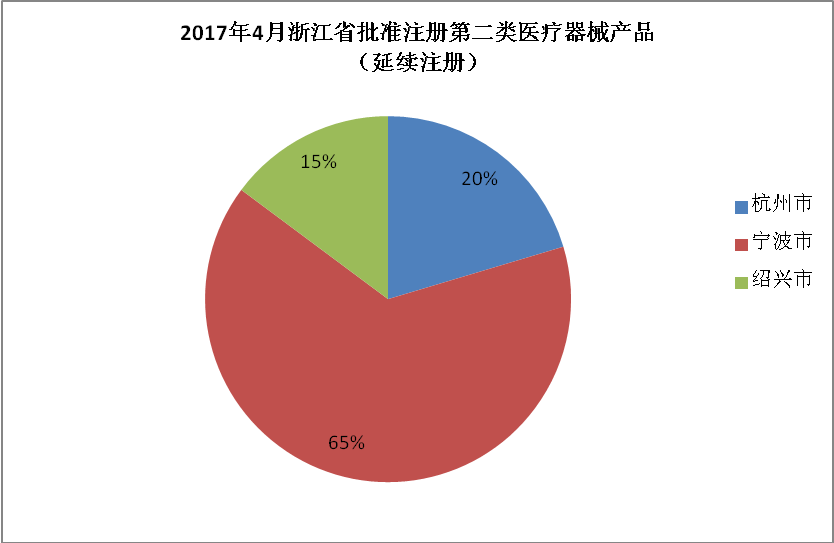 2017年4月浙江省批准注册第二类医疗器械产品
（延续注册）
15%
20%
杭州市
宁波市
绍兴市
65%